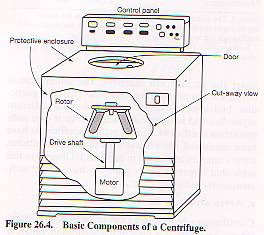 Control panel
Protective enclosure
Door
Rotor
Cut-away view
Drive shaft
Motor
Figure 26.4. Basic Components of a Centrifuge.